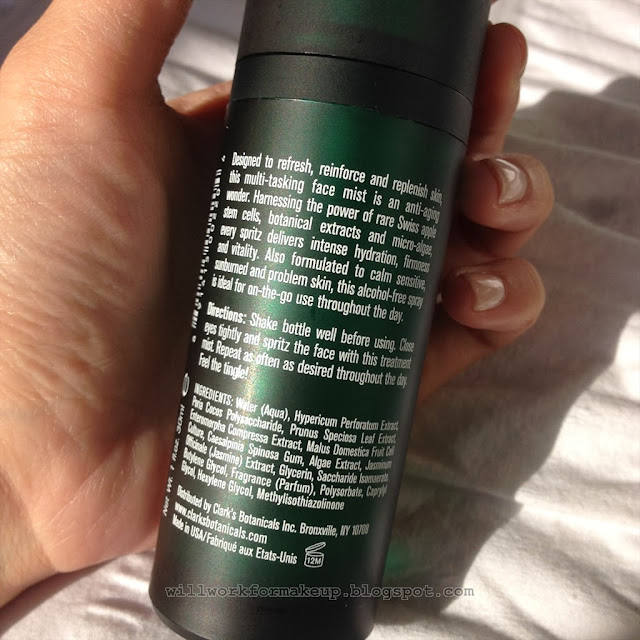 Designed to refresh, reinforce and replenish skin,
this multi-tasking face mist is an anti-aging
wonder. Harnessing the power of rare Swiss apple
stem cells, botanical extracts and micro-algae,
every spritz delivers intense hydration, firmness
and vitality. Also formulated to calm sensitive,
sunburned and problem skin, this alcohol-free spray
is ideal for on-the-go use throughout the day.
Directions: Shake bottle well before using. Close
eyes tightly and spritz the face with this treatment
mist. Repeat as often as desired throughout the day.
Feel the tingle!
INGREDIENTS: Water (Aqua), Hypericum Perforatum Extract,
Poria Cocos Polysaccharide, Prunus Speciosa Leaf Extract,
Enteromorpha Compressa Extract, Malus Domestica Fruit Cell
Culture, Caesalpinia Spinosa Gum, Algae Extract, Jasminum
Officinale (Jasmine) Extract, Glycerin, Saccharide Isomerate,
Butylene Glycol, Fragrance (Parfum), Polysorbate, Caprylyl
Glycol, Hexylene Glycol, Methylisothiazolinone
Distributed by Clark's Botanicals Inc. Bronxville, NY 10708
www.clarksbotanicals.com
Made in USA/Fabriqué aux Etats-Unis
12M
willworkformakeup.blogspot.com